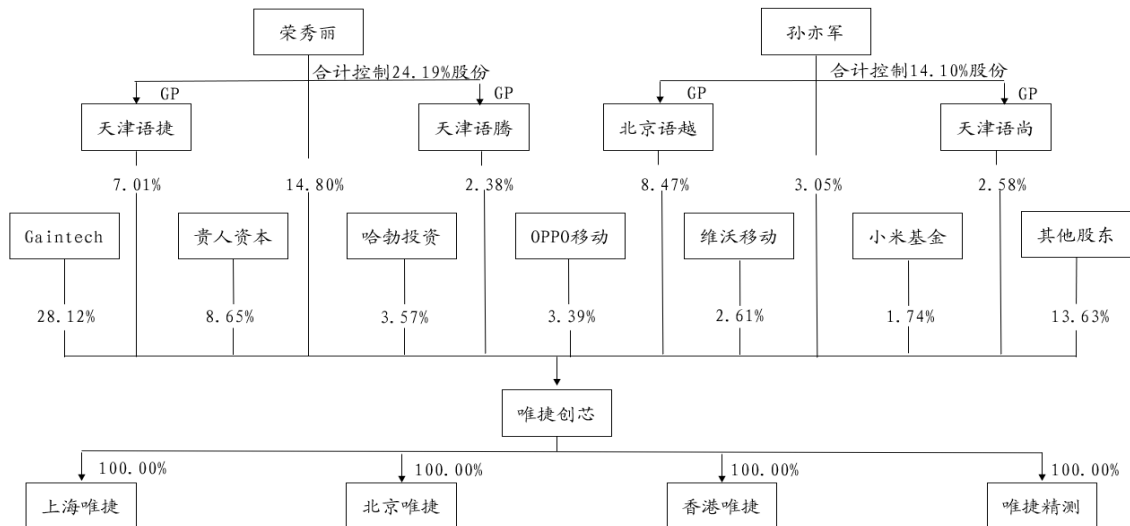 荣秀丽
孙亦军
合计控制24.19%股份
合计控制14.10%股份
GP
GP
GP
GP
天津语捷
天津语腾
北京语越
天津语尚
7.01%
14.80%
2.38%
8.47%
3.05%
2.58%
Gaintech
贵人资本
哈勃投资
OPPO移动
维沃移动
小米基金
其他股东
28.12%
8.65%
3.57%
3.39%
2.61%
1.74%
13.63%
唯捷创芯
100.00%
100.00%
100.00%
100.00%
上海唯捷
北京唯捷
香港唯捷
唯捷精测